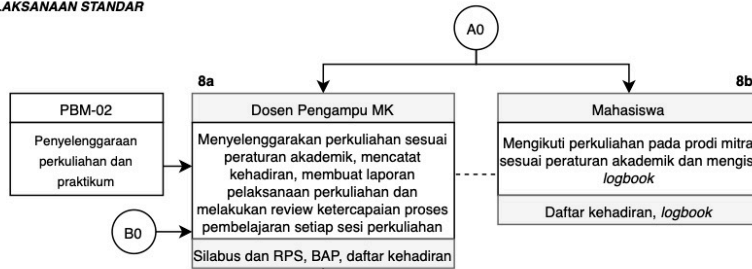 LAKSANAAN STANDAR
A0
8a
8b
PBM-02
Penyelenggaraan
perkuliahan dan
praktikum
B0
Dosen Pengampu MK
Menyelenggarakan perkuliahan sesuai
peraturan akademik, mencatat
kehadiran, membuat laporan
pelaksanaan perkuliahan dan
melakukan review ketercapaian proses
pembelajaran setiap sesi perkuliahan
Silabus dan RPS, BAP, daftar kehadiran
Mahasiswa
Mengikuti perkuliahan pada prodi mitra
sesuai peraturan akademik dan mengis
logbook
Daftar kehadiran, logbook